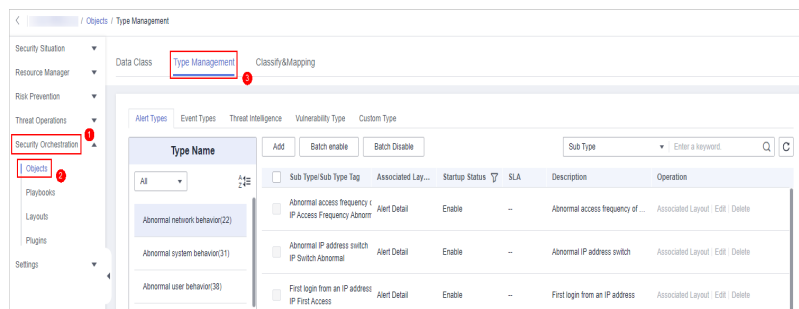 / Objects / Type Management
Security Situation
Resource Manager
Risk Prevention
Threat Operations
Security Orchestration
1
Objects
2
Playbooks
Layouts
Plugins
Settings
Data Class Type Management Classify&Mapping
3
Alert Types Event Types Threat Intelligence Vulnerability Type Custom Type
Type Name
All
Abnormal network behavior(22)
Abnormal system behavior(31)
Abnormal user behavior(38)
Add Batch enable Batch Disable Sub Type Enter a keyword.
Sub Type/Sub Type Tag Associated Lay... Startup Status SLA Description Operation
Abnormal access frequency
IP Access Frequency Abnorm
Alert Detail Enable -- Abnormal access frequency of ... Associated Layout | Edit | Delete
Abnormal IP address switch
IP Switch Abnormal
Alert Detail Enable -- Abnormal IP address switch Associated Layout | Edit | Delete
First login from an IP address
IP First Access
Alert Detail Enable -- First login from an IP address Associated Layout | Edit | Delete